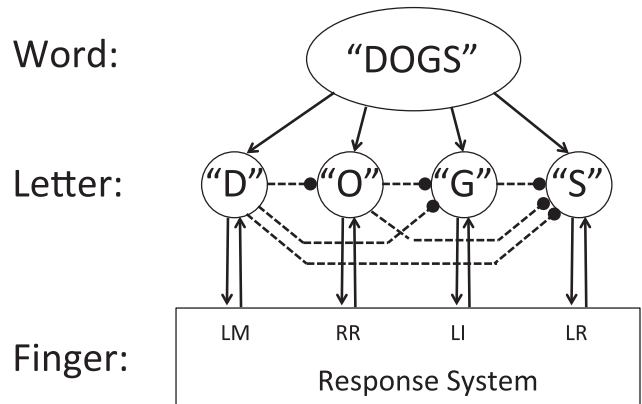 Word:
“DOGS”
Letter:
“D”
“O”
“G”
“S”
LM
RR
LI
LR
Finger:
Response System